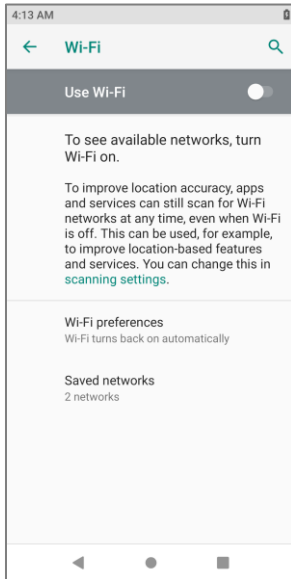 4:13 AM
Wi-Fi
Use Wi-Fi
To see available networks, turn
Wi-Fi on.
To improve location accuracy, apps
and services can still scan for Wi-Fi
networks at any time, even when Wi-Fi
is off. This can be used, for example,
to improve location-based features
and services. You can change this in
scanning settings.
Wi-Fi preferences
Wi-Fi turns back on automatically
Saved networks
2 networks